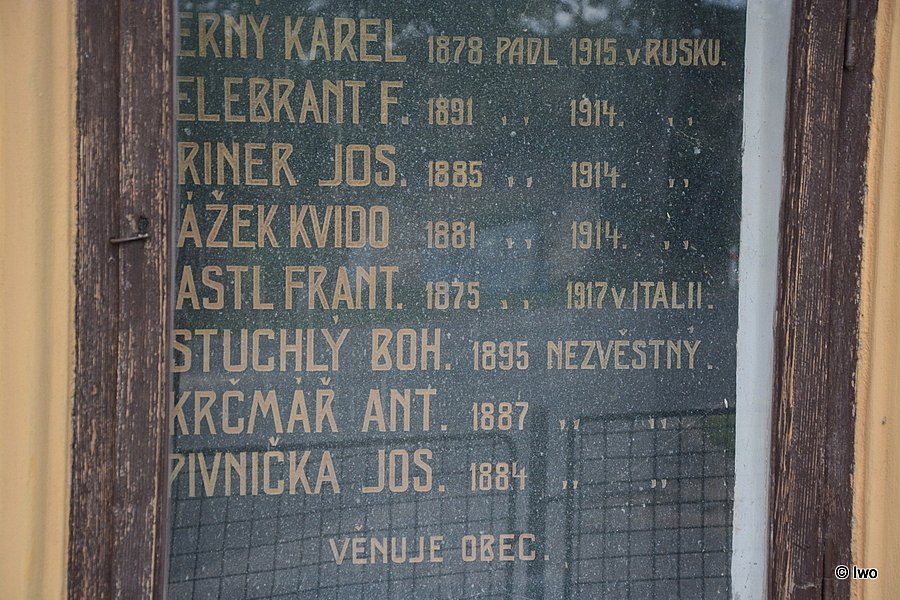 ERNÝ KAREL 1878 PADL 1915. v RUSKU.
ELEBRANT F. 1891 ,, 1914. ,,
RINER JOS. 1885 ,, 1914. ,,
ÁŽEK KVIDO 1881 ,, 1914. ,,
ASTL FRANT. 1875 ,, 1917 v ITALII.
STUCHLÝ BOH. 1895 NEZVĚSTNÝ.
KRČMÁŘ ANT. 1887 ,, ,,
PIVNIČKA JOS. 1884 ,, ,,
VĚNUJE OBEC.
© Iwo